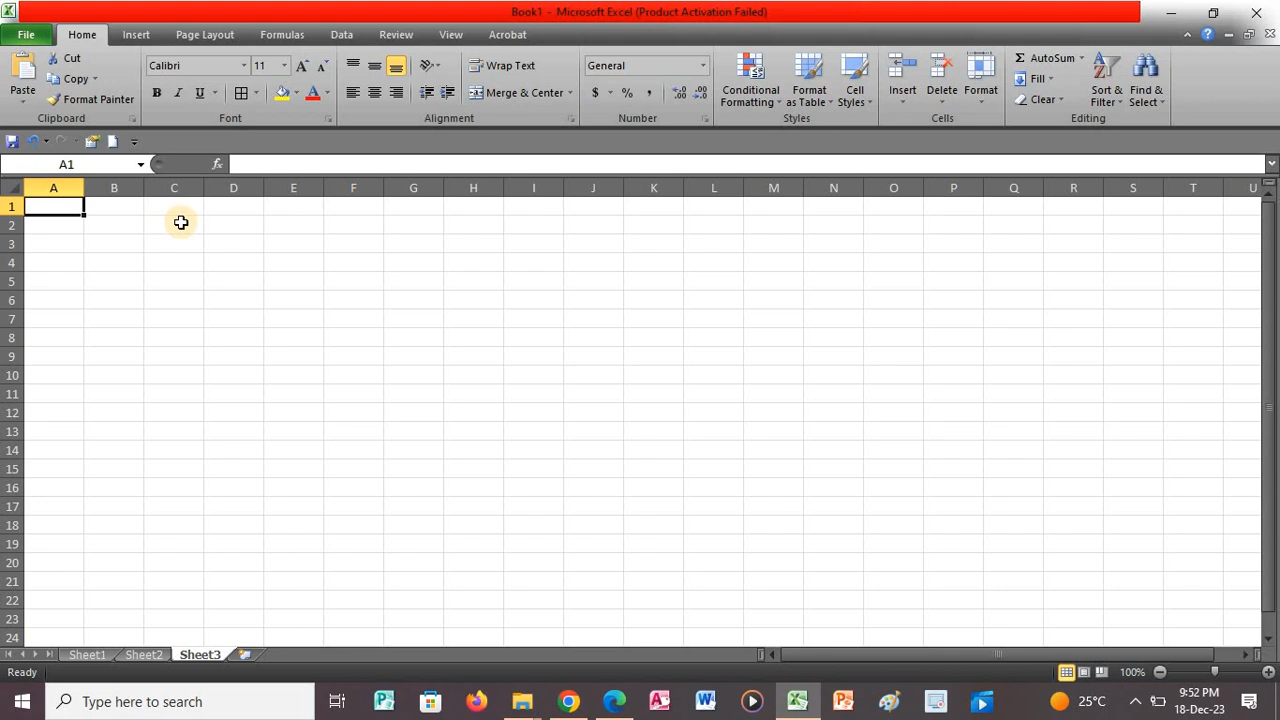 Book1 - Microsoft Excel (Product Activation Failed)
File Home Insert Page Layout Formulas Data Review View Acrobat
Paste
Cut
Copy
Format Painter
Clipboard
Calibri 11
B I U A
Font
Wrap Text
Merge & Center
Alignment
General
$ % ,
Number
Conditional Formatting
Format as Table
Cell Styles
Styles
Insert
Delete
Format
Cells
Σ AutoSum
Fill
Clear
Sort & Filter
Find & Select
Editing
A1 fx
A B C D E F G H I J K L M N O P Q R S T U
1
2
3
4
5
6
7
8
9
10
11
12
13
14
15
16
17
18
19
20
21
22
23
24
Sheet1 Sheet2 Sheet3
Ready 100%
Type here to search 25°C 9:52 PM
18-Dec-23